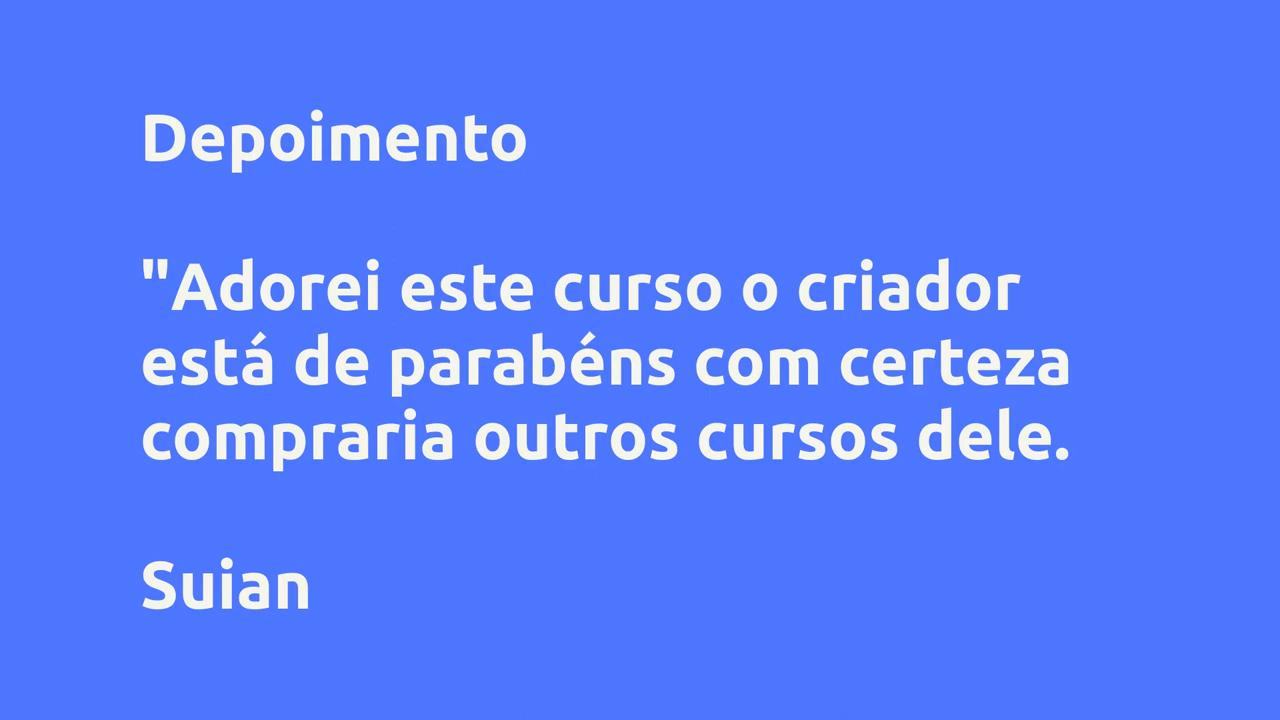 Depoimento
"Adorei este curso o criador
está de parabéns com certeza
compraria outros cursos dele.
Suian